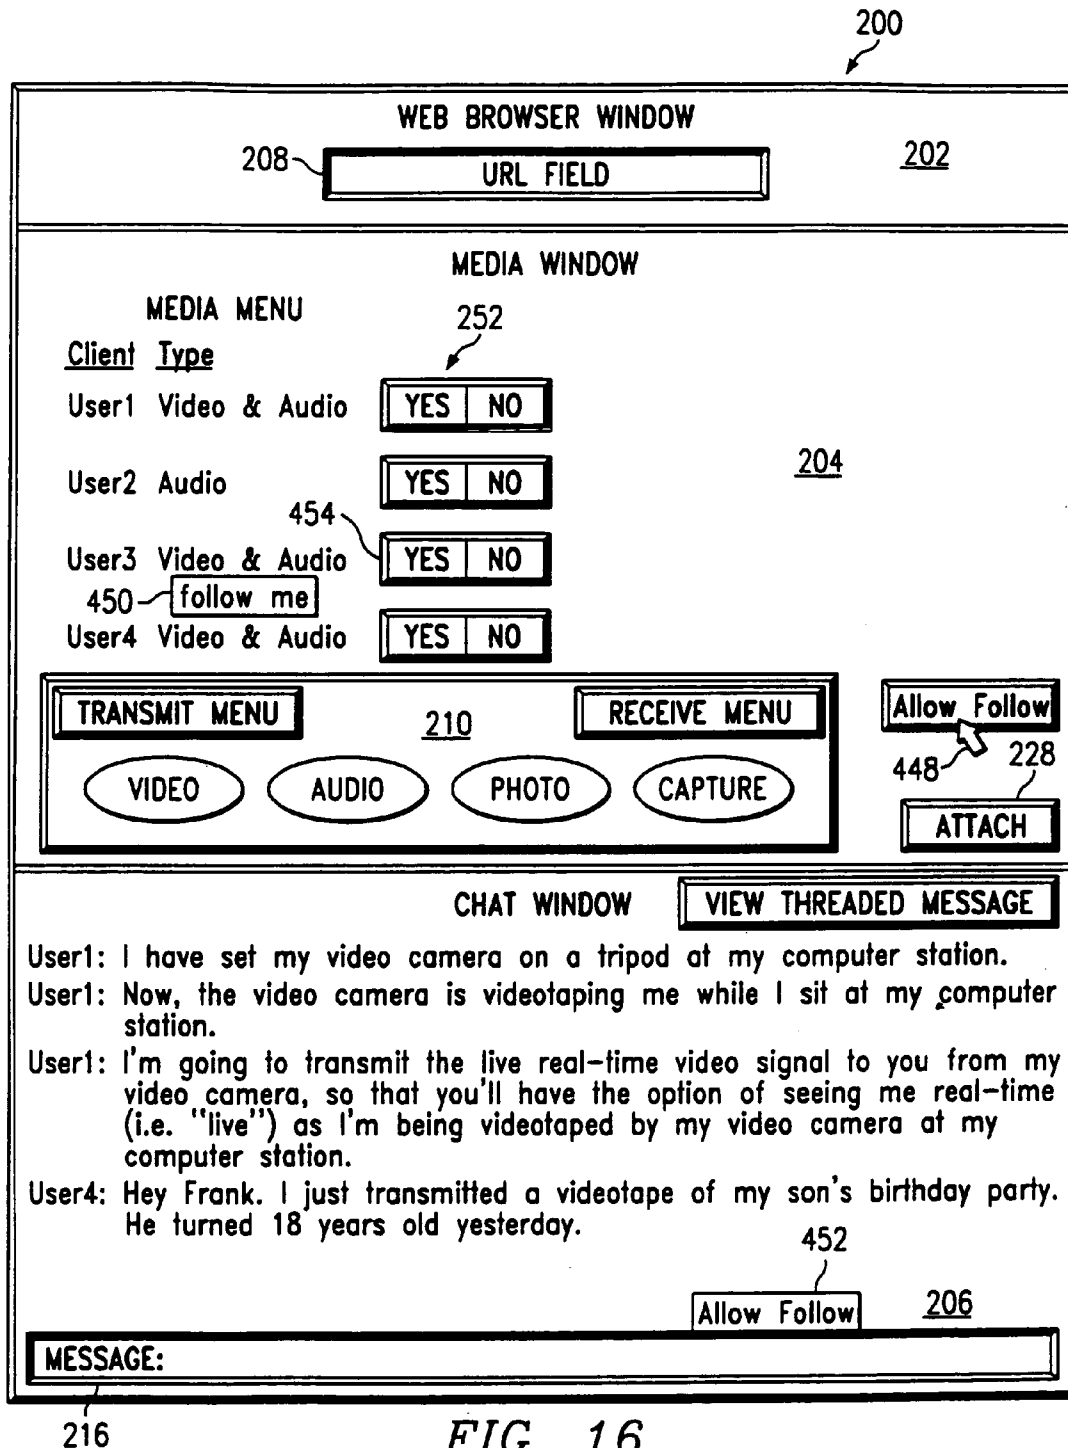 200
WEB BROWSER WINDOW
208
URL FIELD
202
MEDIA WINDOW
MEDIA MENU
252
Client Type
User1 Video & Audio YES NO
User2 Audio YES NO
204
454
User3 Video & Audio YES NO
450 follow me
User4 Video & Audio YES NO
TRANSMIT MENU
210
RECEIVE MENU
Allow Follow
448
228
VIDEO AUDIO PHOTO CAPTURE
ATTACH
CHAT WINDOW
VIEW THREADED MESSAGE
User1: I have set my video camera on a tripod at my computer station.
User1: Now, the video camera is videotaping me while I sit at my computer
station.
User1: I'm going to transmit the live real-time video signal to you from my
video camera, so that you'll have the option of seeing me real-time
(i.e. "live") as I'm being videotaped by my video camera at my
computer station.
User4: Hey Frank. I just transmitted a videotape of my son's birthday party.
He turned 18 years old yesterday.
452
Allow Follow
206
MESSAGE:
216
FIG. 16